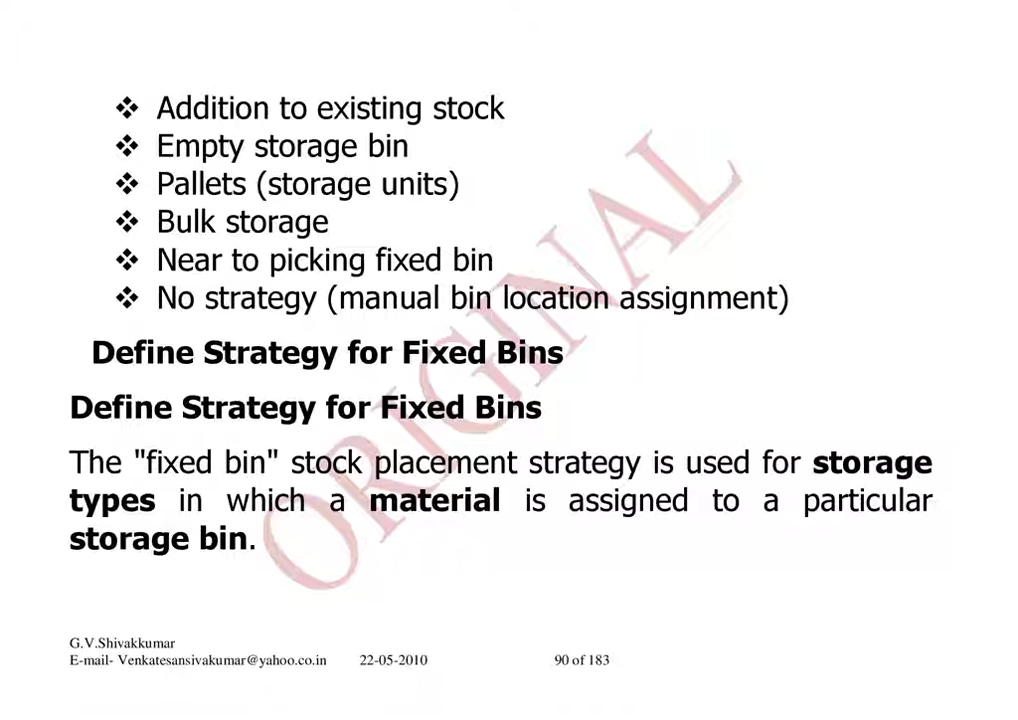 ❖ Addition to existing stock
❖ Empty storage bin
❖ Pallets (storage units)
❖ Bulk storage
❖ Near to picking fixed bin
❖ No strategy (manual bin location assignment)
Define Strategy for Fixed Bins
Define Strategy for Fixed Bins
The "fixed bin" stock placement strategy is used for storage
types in which a material is assigned to a particular
storage bin.
ORIGINAL
G.V.Shivakkumar
E-mail- Venkatesansivakumar@yahoo.co.in 22-05-2010 90 of 183